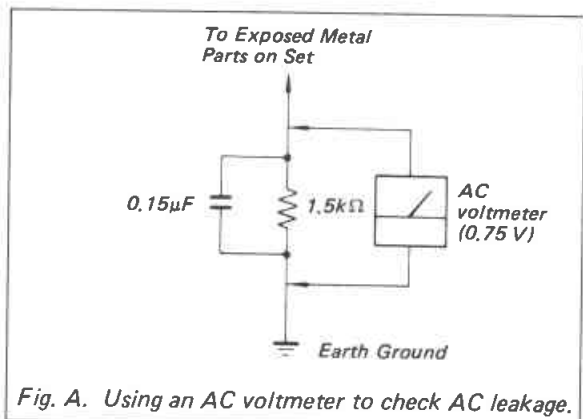 To Exposed Metal
Parts on Set
0.15μF
1.5kΩ
AC
voltmeter
(0.75 V)
Earth Ground
Fig. A. Using an AC voltmeter to check AC leakage.